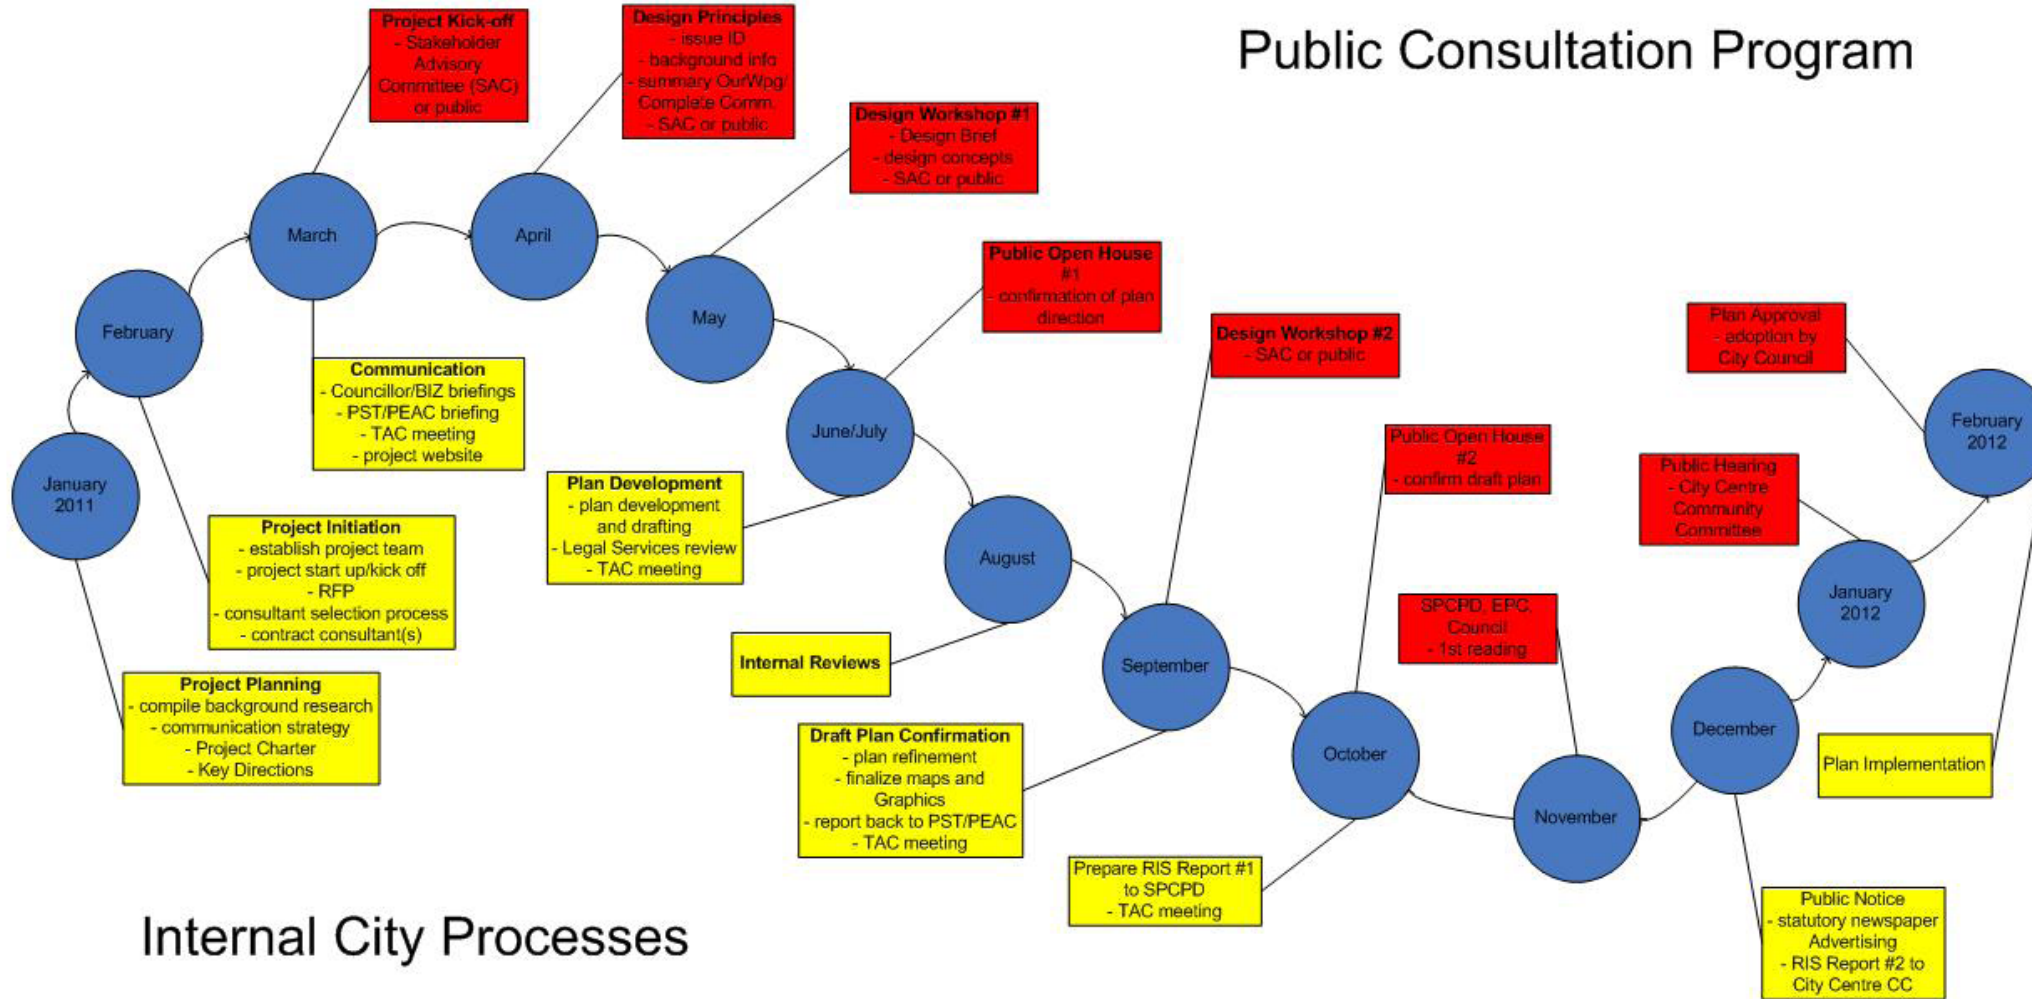 Public Consultation Program
Project Kick-off
- Stakeholder
Advisory
Committee (SAC)
or public
Design Principles
- issue ID
- background info
- summary OurWpg/
Complete Comm.
- SAC or public
Design Workshop #1
- Design Brief
- design concepts
- SAC or public
Public Open House
#1
- confirmation of plan
direction
Design Workshop #2
- SAC or public
Public Open House
#2
- confirm draft plan
SPCPD, EPC,
Council
- 1st reading
Public Hearing
- City Centre
Community
Committee
Plan Approval
- adoption by
City Council
January
2011
February
March
April
May
June/July
August
September
October
November
December
January
2012
February
2012
Project Planning
- compile background research
- communication strategy
- Project Charter
- Key Directions
Project Initiation
- establish project team
- project start up/kick off
- RFP
- consultant selection process
- contract consultant(s)
Communication
- Councillor/BIZ briefings
- PST/PEAC briefing
- TAC meeting
- project website
Plan Development
- plan development
and drafting
- Legal Services review
- TAC meeting
Internal Reviews
Draft Plan Confirmation
- plan refinement
- finalize maps and
Graphics
- report back to PST/PEAC
- TAC meeting
Prepare RIS Report #1
to SPCPD
- TAC meeting
Public Notice
- statutory newspaper
Advertising
- RIS Report #2 to
City Centre CC
Plan Implementation
Internal City Processes